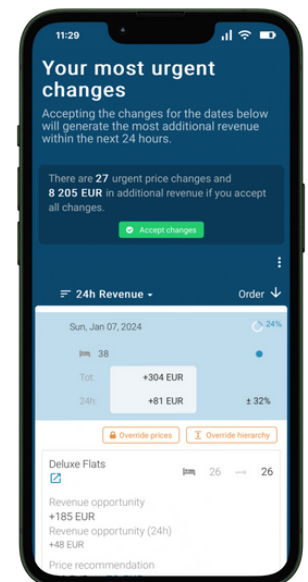 11:29
Your most urgent
changes
Accepting the changes for the dates below
will generate the most additional revenue
within the next 24 hours.
There are 27 urgent price changes and
8 205 EUR in additional revenue if you accept
all changes.
Accept changes
24h Revenue
Order
Sun, Jan 07, 2024
24%
38
Tot:
+304 EUR
24h:
+81 EUR
± 32%
Override prices
Override hierarchy
Deluxe Flats
26 → 26
Revenue opportunity
+185 EUR
Revenue opportunity (24h)
+48 EUR
Price recommendation